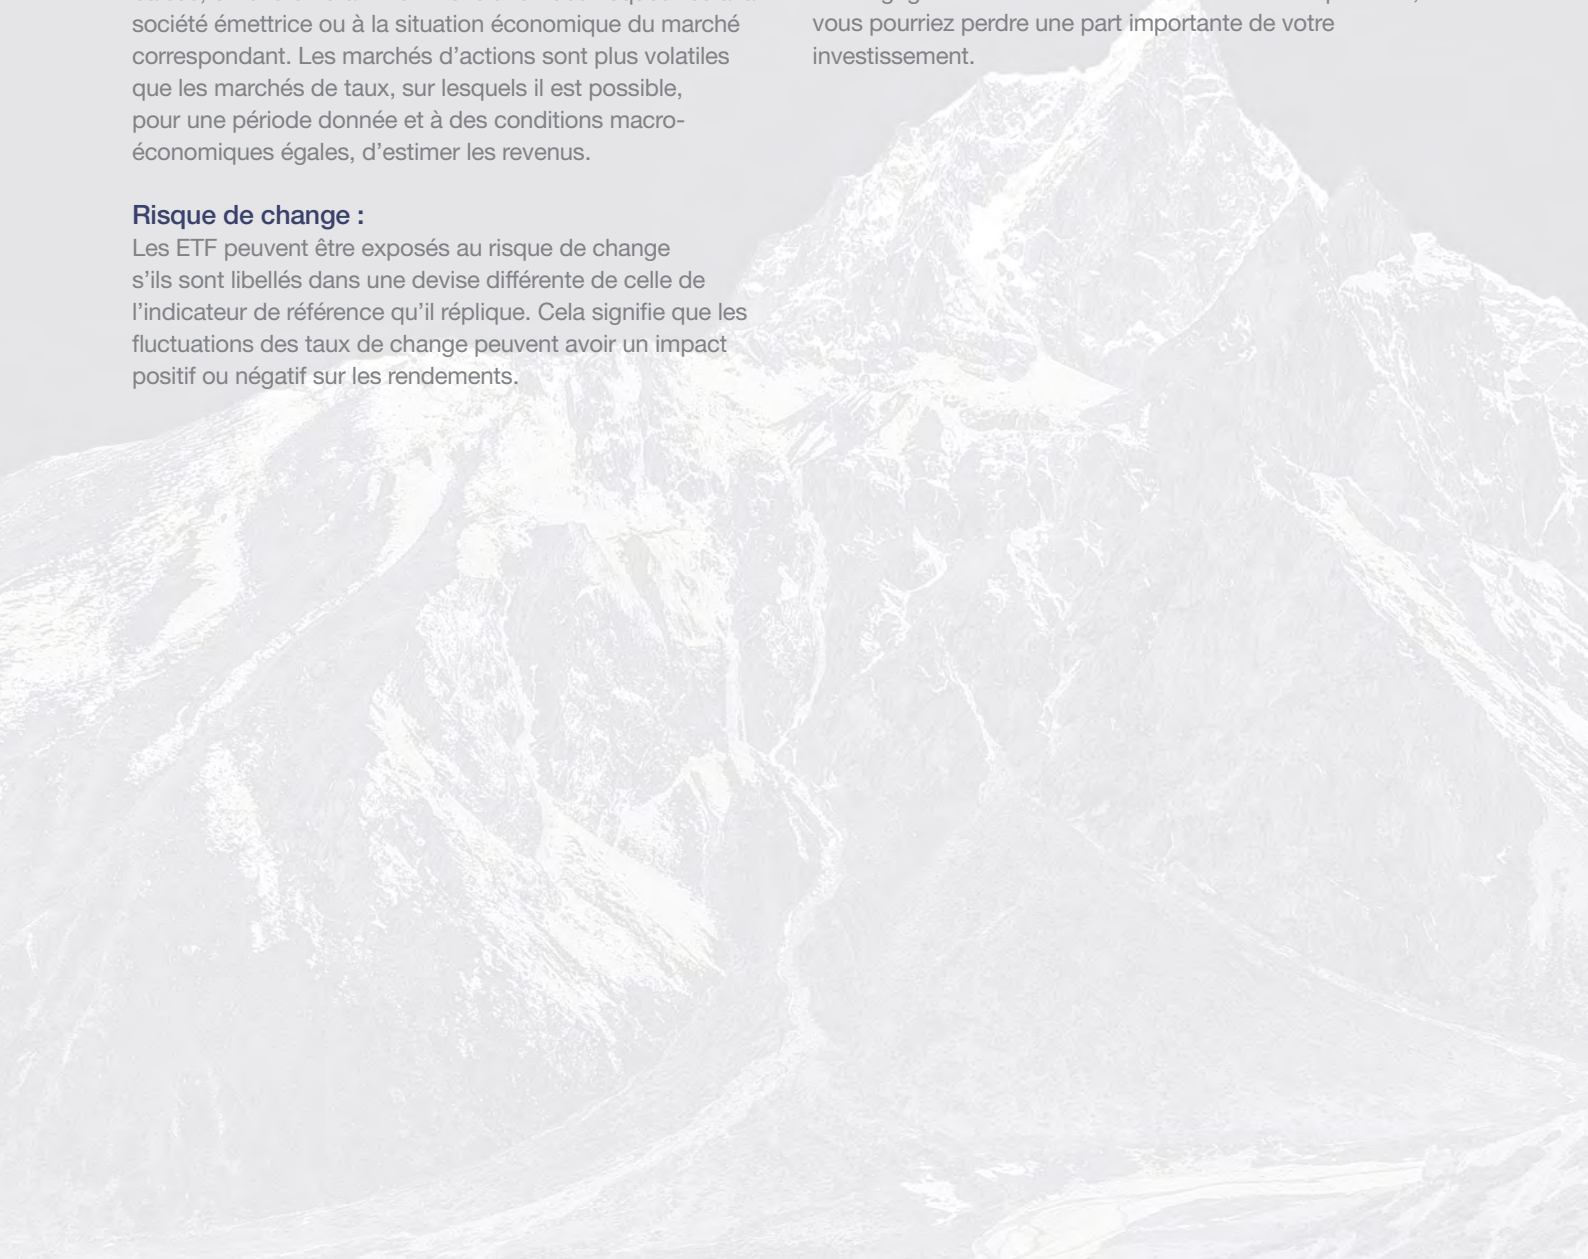 société émettrice ou à la situation économique du marché
correspondant. Les marchés d’actions sont plus volatiles
que les marchés de taux, sur lesquels il est possible,
pour une période donnée et à des conditions macro-
économiques égales, d’estimer les revenus.
Risque de change :
Les ETF peuvent être exposés au risque de change
s’ils sont libellés dans une devise différente de celle de
l’indicateur de référence qu’il réplique. Cela signifie que les
fluctuations des taux de change peuvent avoir un impact
positif ou négatif sur les rendements.
vous pourriez perdre une part importante de votre
investissement.